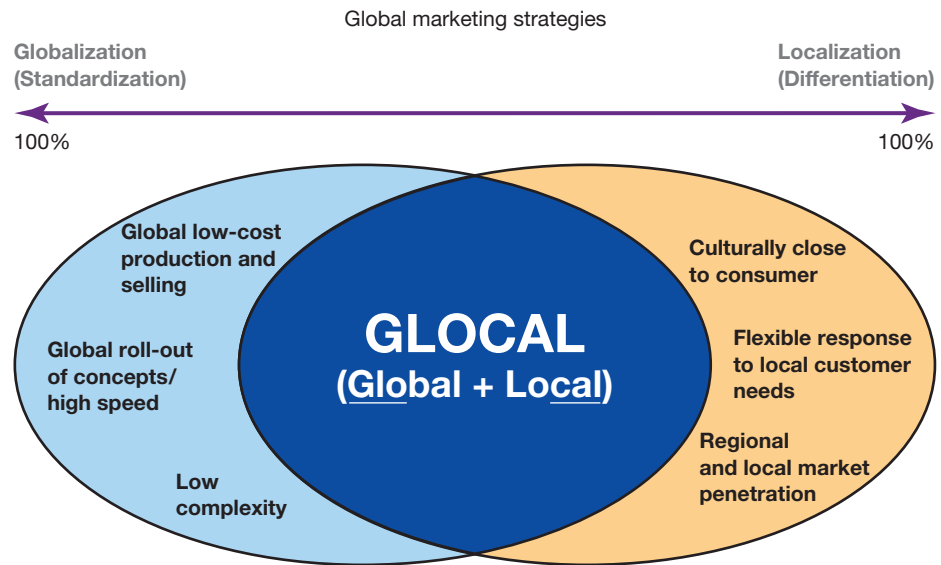 Global marketing strategies
Globalization
(Standardization)
Localization
(Differentiation)
100%
100%
Global low-cost
production and
selling
Global roll-out
of concepts/
high speed
Low
complexity
GLOCAL
(Global + Local)
Culturally close
to consumer
Flexible response
to local customer
needs
Regional
and local market
penetration